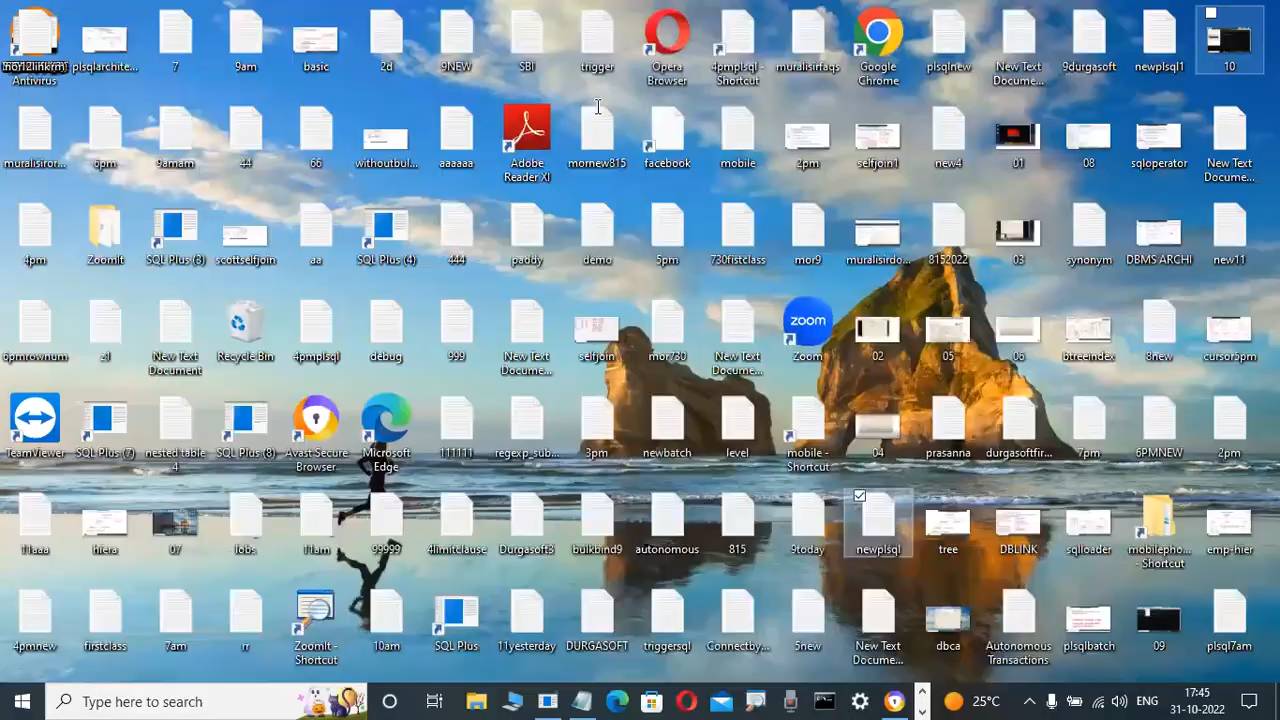 Antivirus
plsqlarchite...
7
9am
basic
2d
9NEW
SBI
trigger
Opera
Browser
4pmplsql -
Shortcut
muralisirfaqs
Google
Chrome
plsqlnew
New Text
Docume...
9durgasoft
newplsql1
10
muralisiror...
6pm
9amam
44
66
withoutbul...
aaaaaa
Adobe
Reader XI
mornew815
facebook
mobile
2pm
selfjoin1
new4
01
08
sqloperator
New Text
Docume...
4pm
ZoomIt
SQL Plus (3)
scottselfjoin
aa
SQL Plus (4)
444
paddy
demo
5pm
730fistclass
mor9
muralisirdo...
8152022
03
synonym
DBMS ARCHI
new11
6pmrownum
New Text
Document
Recycle Bin
4pmplsql
debug
999
New Text
Docume...
selfjoin
mor730
New Text
Docume...
zoom
Zoom
02
05
btreeindex
8new
cursor5pm
TeamViewer
SQL Plus (7)
nested table
4
SQL Plus (8)
Avast Secure
Browser
Microsoft
Edge
111111
regexp_sub...
3pm
newbatch
level
mobile -
Shortcut
04
prasanna
durgasoftfir...
7pm
6PMNEW
2pm
11aaa
hiera
07
lobs
11am
99999
4limitclause
Durgasoft3
bulkbind9
autonomous
815
9today
newplsql
tree
DBLINK
sqlloader
mobilepho...
- Shortcut
emp-hier
4pmnew
firstclass
7am
rr
ZoomIt -
Shortcut
10am
SQL Plus
11yesterday
DURGASOFT
triggersql
Connectby...
5new
New Text
Docume...
dbca
Autonomous
Transactions
plsqlbatch
09
plsql7am
Type here to search
25°C
ENG
17:45
31-10-2022